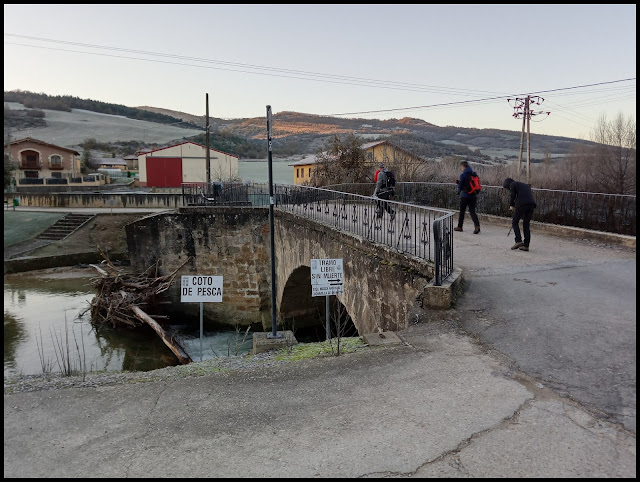 COTO
DE PESCA
TRAMO LIBRE
SIN MUERTE